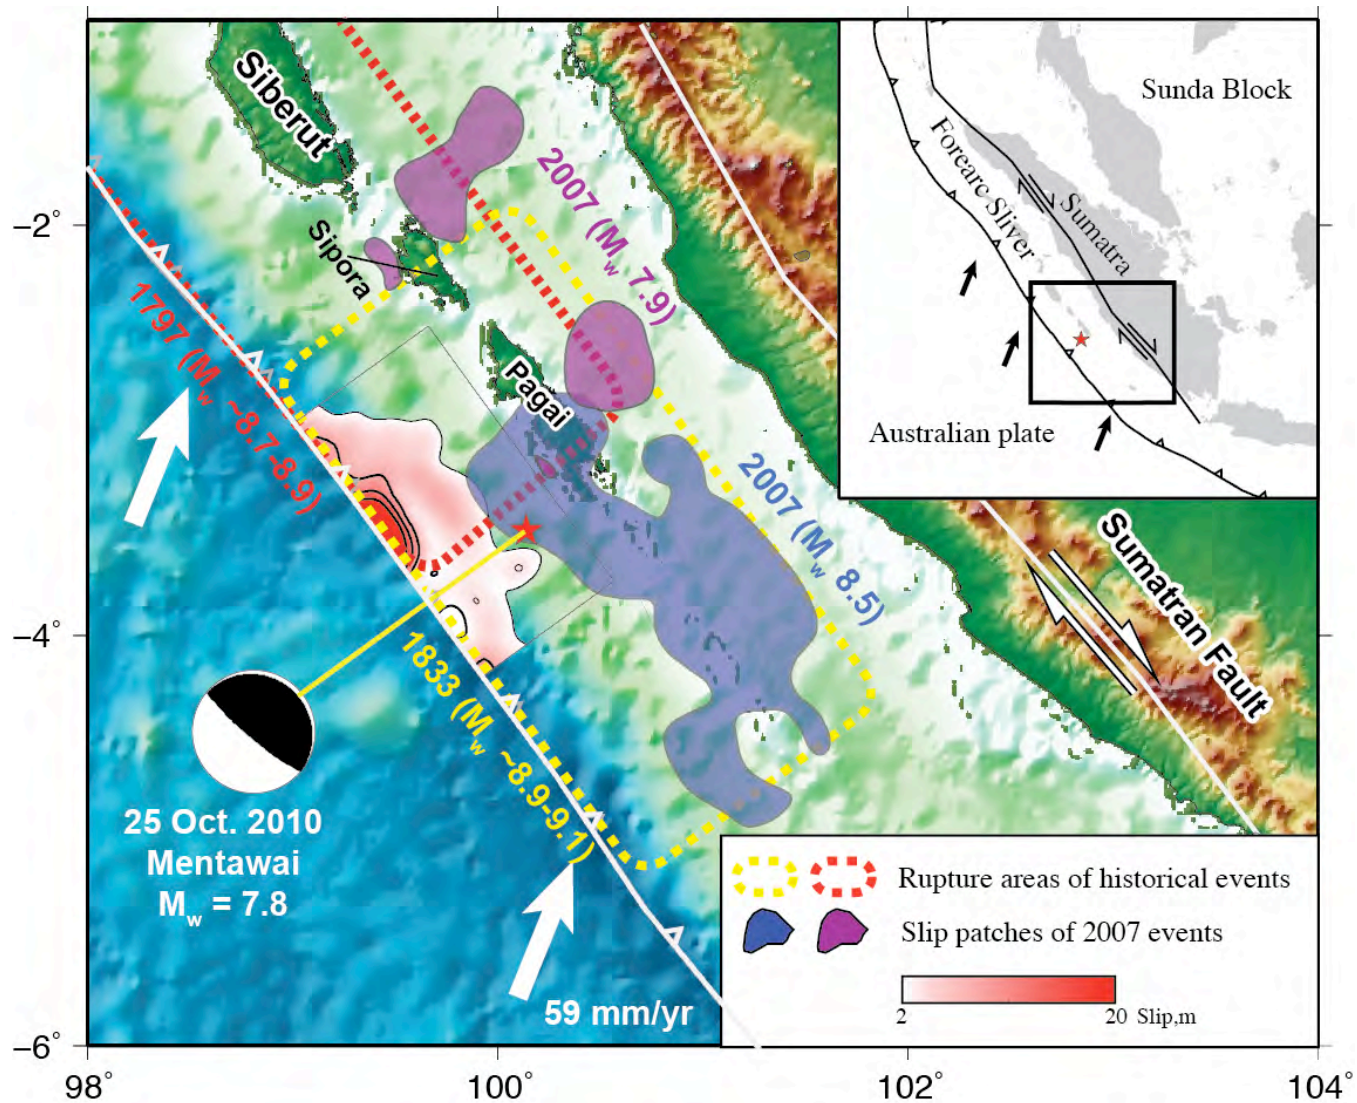 Siberut
Sipora
Pagai
2007 (Mw 7.9)
2007 (Mw 8.5)
1797 (Mw ~8.7-8.9)
1833 (Mw ~8.9-9.1)
Sumatran Fault
Sunda Block
Forearc Sliver
Sumatra
Australian plate
25 Oct. 2010
Mentawai
Mw = 7.8
59 mm/yr
Rupture areas of historical events
Slip patches of 2007 events
2 20 Slip,m
−2°
−4°
−6°
98° 100° 102° 104°